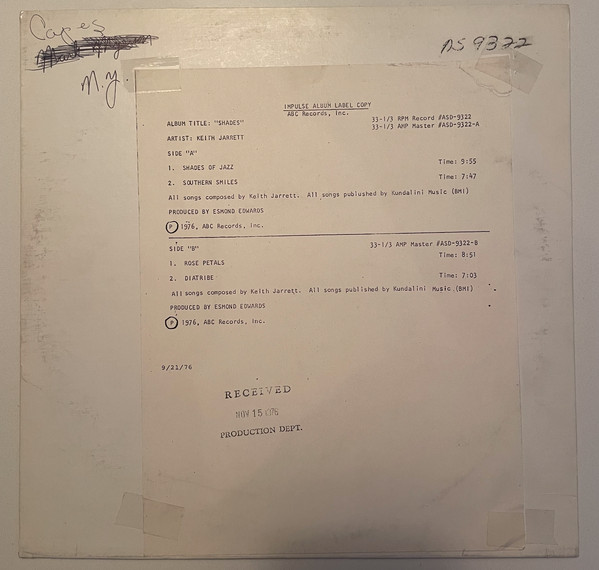 Capes
N.Y.
AS 9322
IMPULSE ALBUM LABEL COPY
ABC Records, Inc.
ALBUM TITLE: "SHADES"
33-1/3 RPM Record #ASD-9322
33-1/3 AMP Master #ASD-9322-A
ARTIST: KEITH JARRETT
SIDE "A"
1. SHADES OF JAZZ Time: 9:55
2. SOUTHERN SMILES Time: 7:47
All songs composed by Keith Jarrett. All songs published by Kundalini Music (BMI)
PRODUCED BY ESMOND EDWARDS
Ⓟ 1976, ABC Records, Inc.
SIDE "B" 33-1/3 AMP Master #ASD-9322-B
1. ROSE PETALS Time: 8:51
2. DIATRIBE Time: 7:03
All songs composed by Keith Jarrett. All songs published by Kundalini Music (BMI)
PRODUCED BY ESMOND EDWARDS
Ⓟ 1976, ABC Records, Inc.
9/21/76
RECEIVED
NOV 15 1976
PRODUCTION DEPT.